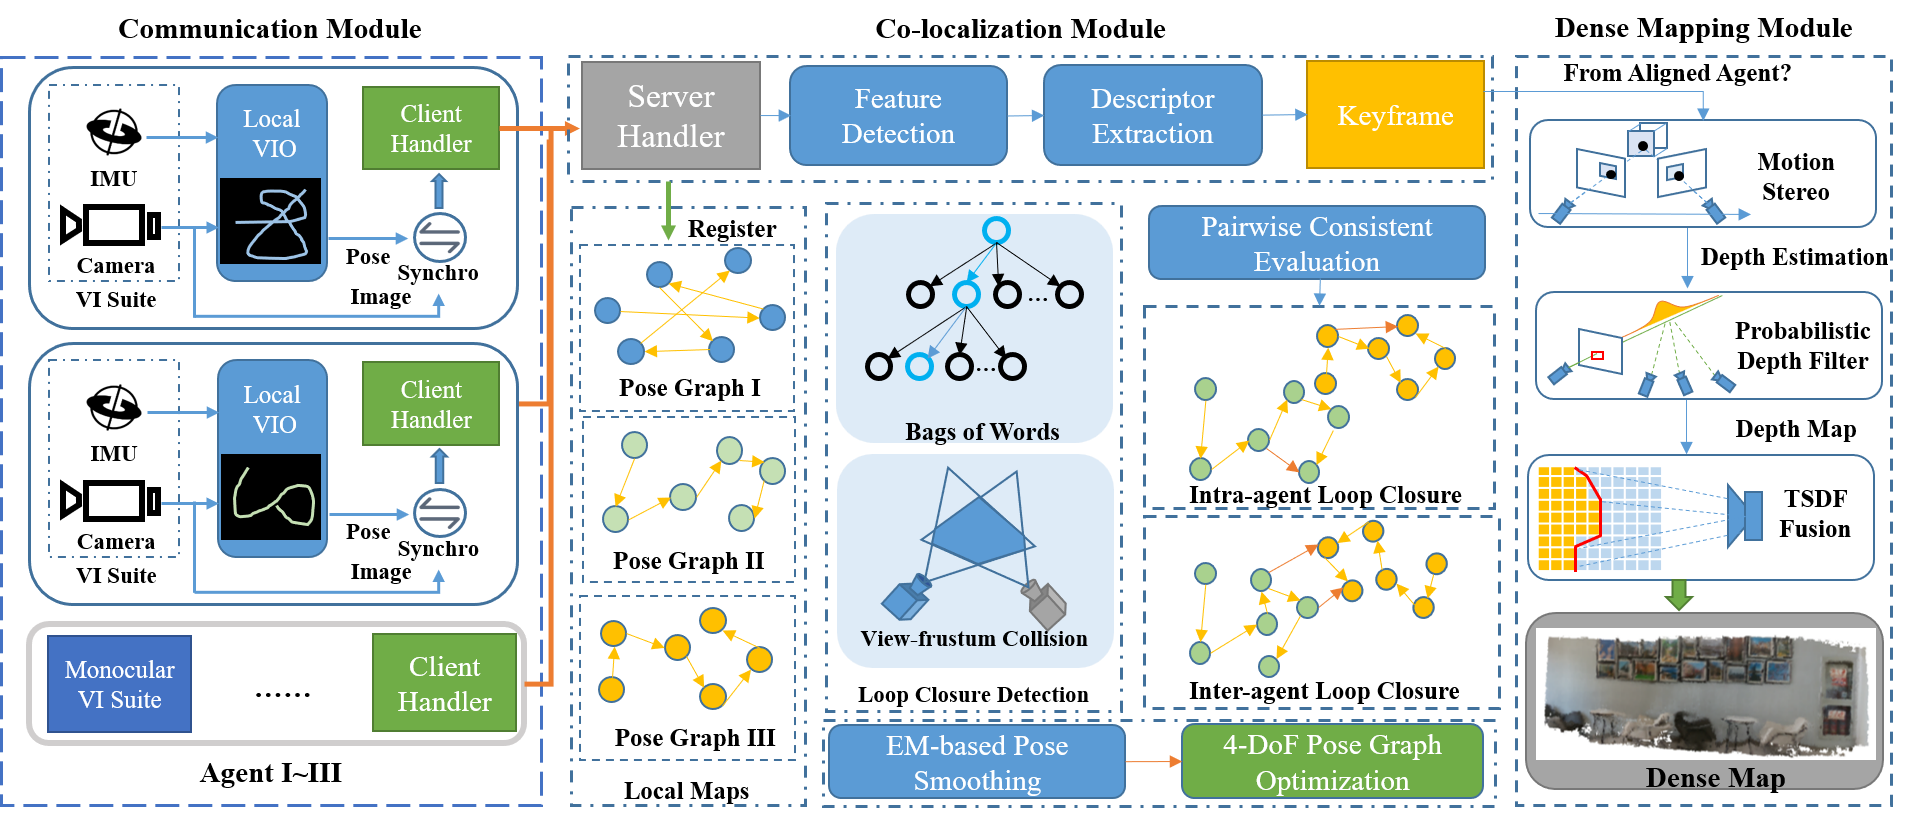 Communication Module
IMU
Camera
VI Suite
Local
VIO
Client
Handler
Pose
Synchro
Image
IMU
Camera
VI Suite
Local
VIO
Client
Handler
Pose
Synchro
Image
Monocular
VI Suite
......
Client
Handler
Agent I~III
Co-localization Module
Server
Handler
Feature
Detection
Descriptor
Extraction
Keyframe
Register
Pose Graph I
Pose Graph II
Pose Graph III
Local Maps
...
...
Bags of Words
View-frustum Collision
Loop Closure Detection
Pairwise Consistent
Evaluation
Intra-agent Loop Closure
Inter-agent Loop Closure
EM-based Pose
Smoothing
4-DoF Pose Graph
Optimization
Dense Mapping Module
From Aligned Agent?
Motion
Stereo
Depth Estimation
Probabilistic
Depth Filter
Depth Map
TSDF
Fusion
Dense Map